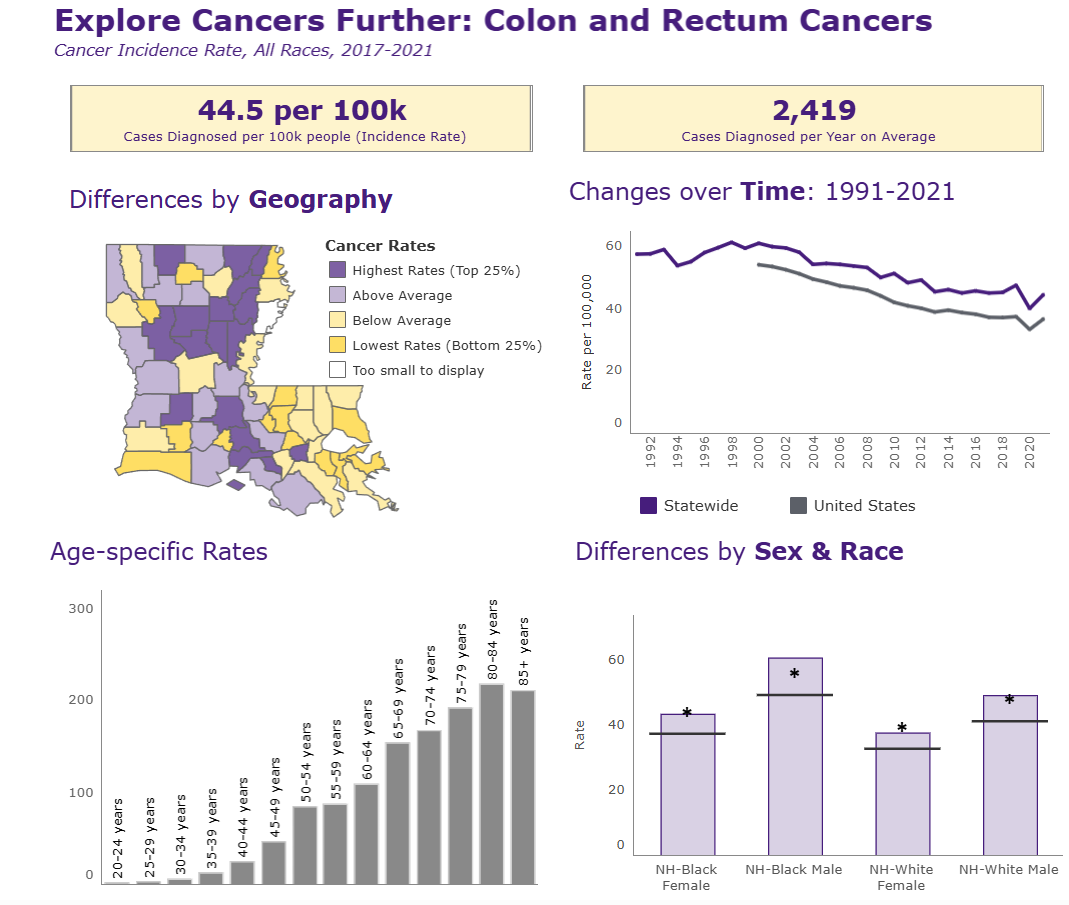 Explore Cancers Further: Colon and Rectum Cancers
Cancer Incidence Rate, All Races, 2017-2021
44.5 per 100k
Cases Diagnosed per 100k people (Incidence Rate)
2,419
Cases Diagnosed per Year on Average
Differences by Geography
Cancer Rates
Highest Rates (Top 25%)
Above Average
Below Average
Lowest Rates (Bottom 25%)
Too small to display
Changes over Time: 1991-2021
Rate per 100,000
60
40
20
0
1992
1994
1996
1998
2000
2002
2004
2006
2008
2010
2012
2014
2016
2018
2020
Statewide
United States
Age-specific Rates
300
200
100
0
20-24 years
25-29 years
30-34 years
35-39 years
40-44 years
45-49 years
50-54 years
55-59 years
60-64 years
65-69 years
70-74 years
75-79 years
80-84 years
85+ years
Differences by Sex & Race
Rate
60
40
20
0
*
*
*
*
NH-Black
Female
NH-Black Male
NH-White
Female
NH-White Male